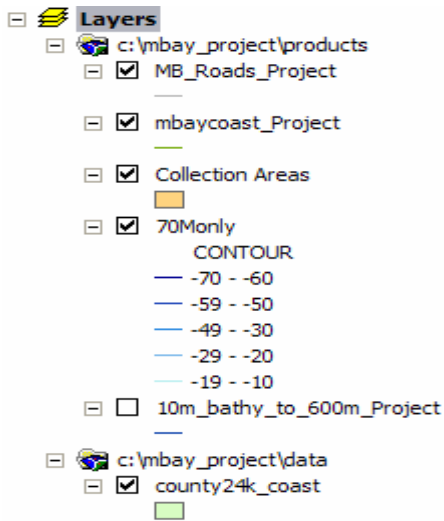 Layers
c:\mbay_project\products
MB_Roads_Project
mbaycoast_Project
Collection Areas
70Monly
CONTOUR
-70 - -60
-59 - -50
-49 - -30
-29 - -20
-19 - -10
10m_bathy_to_600m_Project
c:\mbay_project\data
county24k_coast